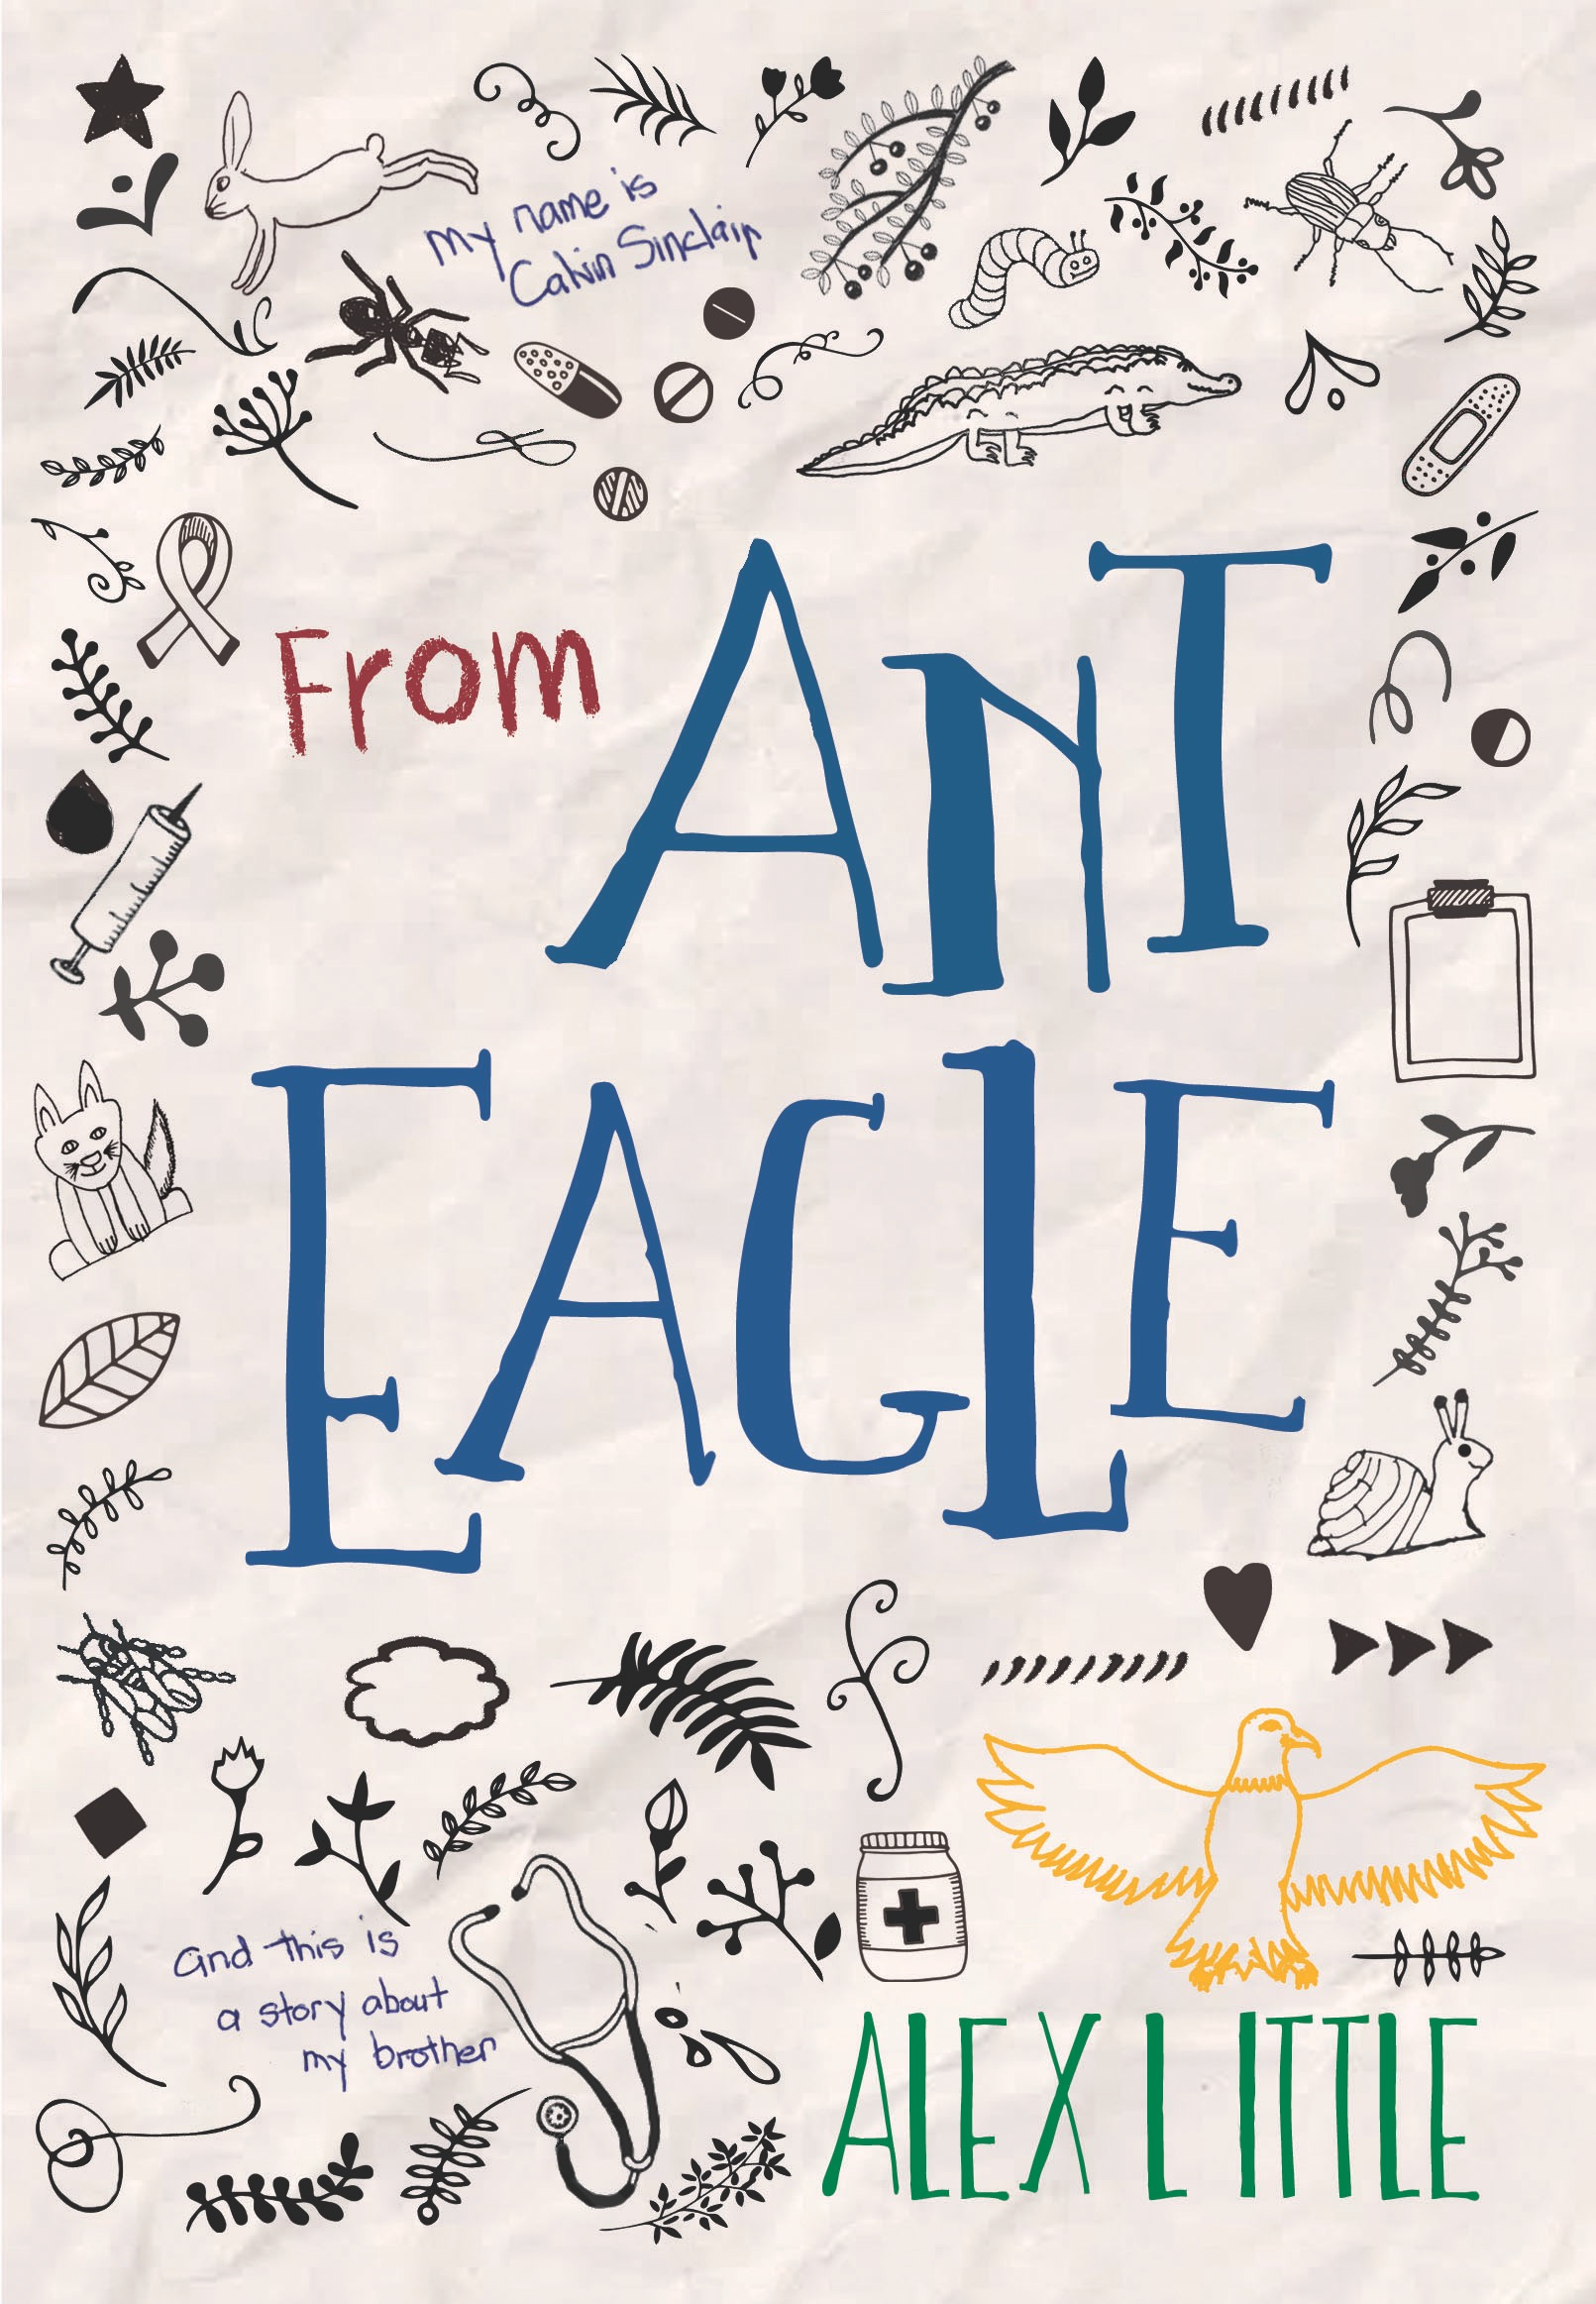 my name is
Calvin Sinclair
From ANT
EAGLE
and this is
a story about
my brother
ALEX LITTLE